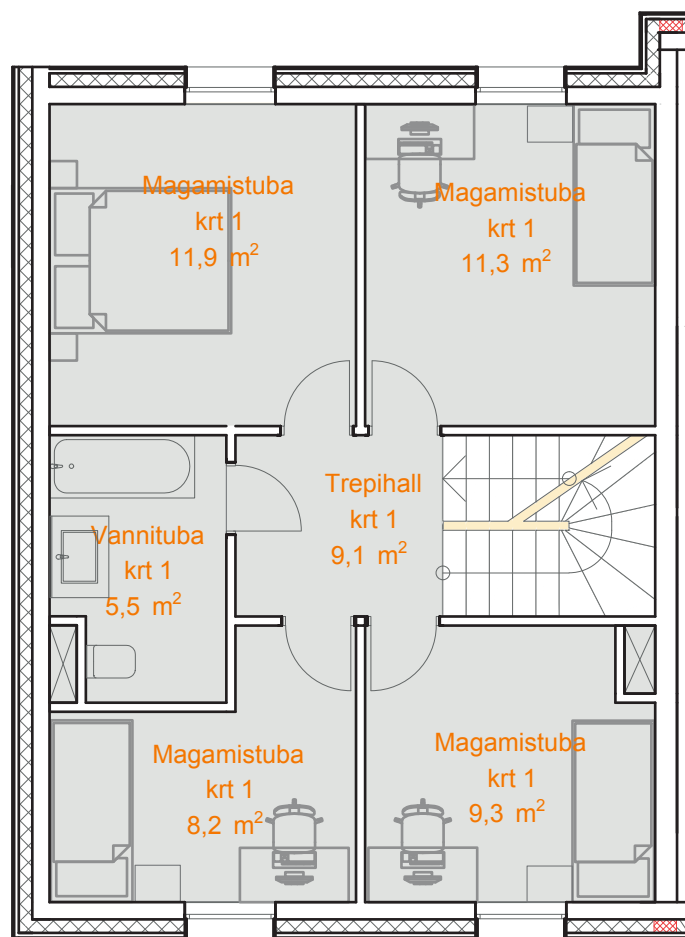 Magamistuba
krt 1
11,9 m²
Magamistuba
krt 1
11,3 m²
Trepihall
krt 1
9,1 m²
Vannituba
krt 1
5,5 m²
Magamistuba
krt 1
8,2 m²
Magamistuba
krt 1
9,3 m²